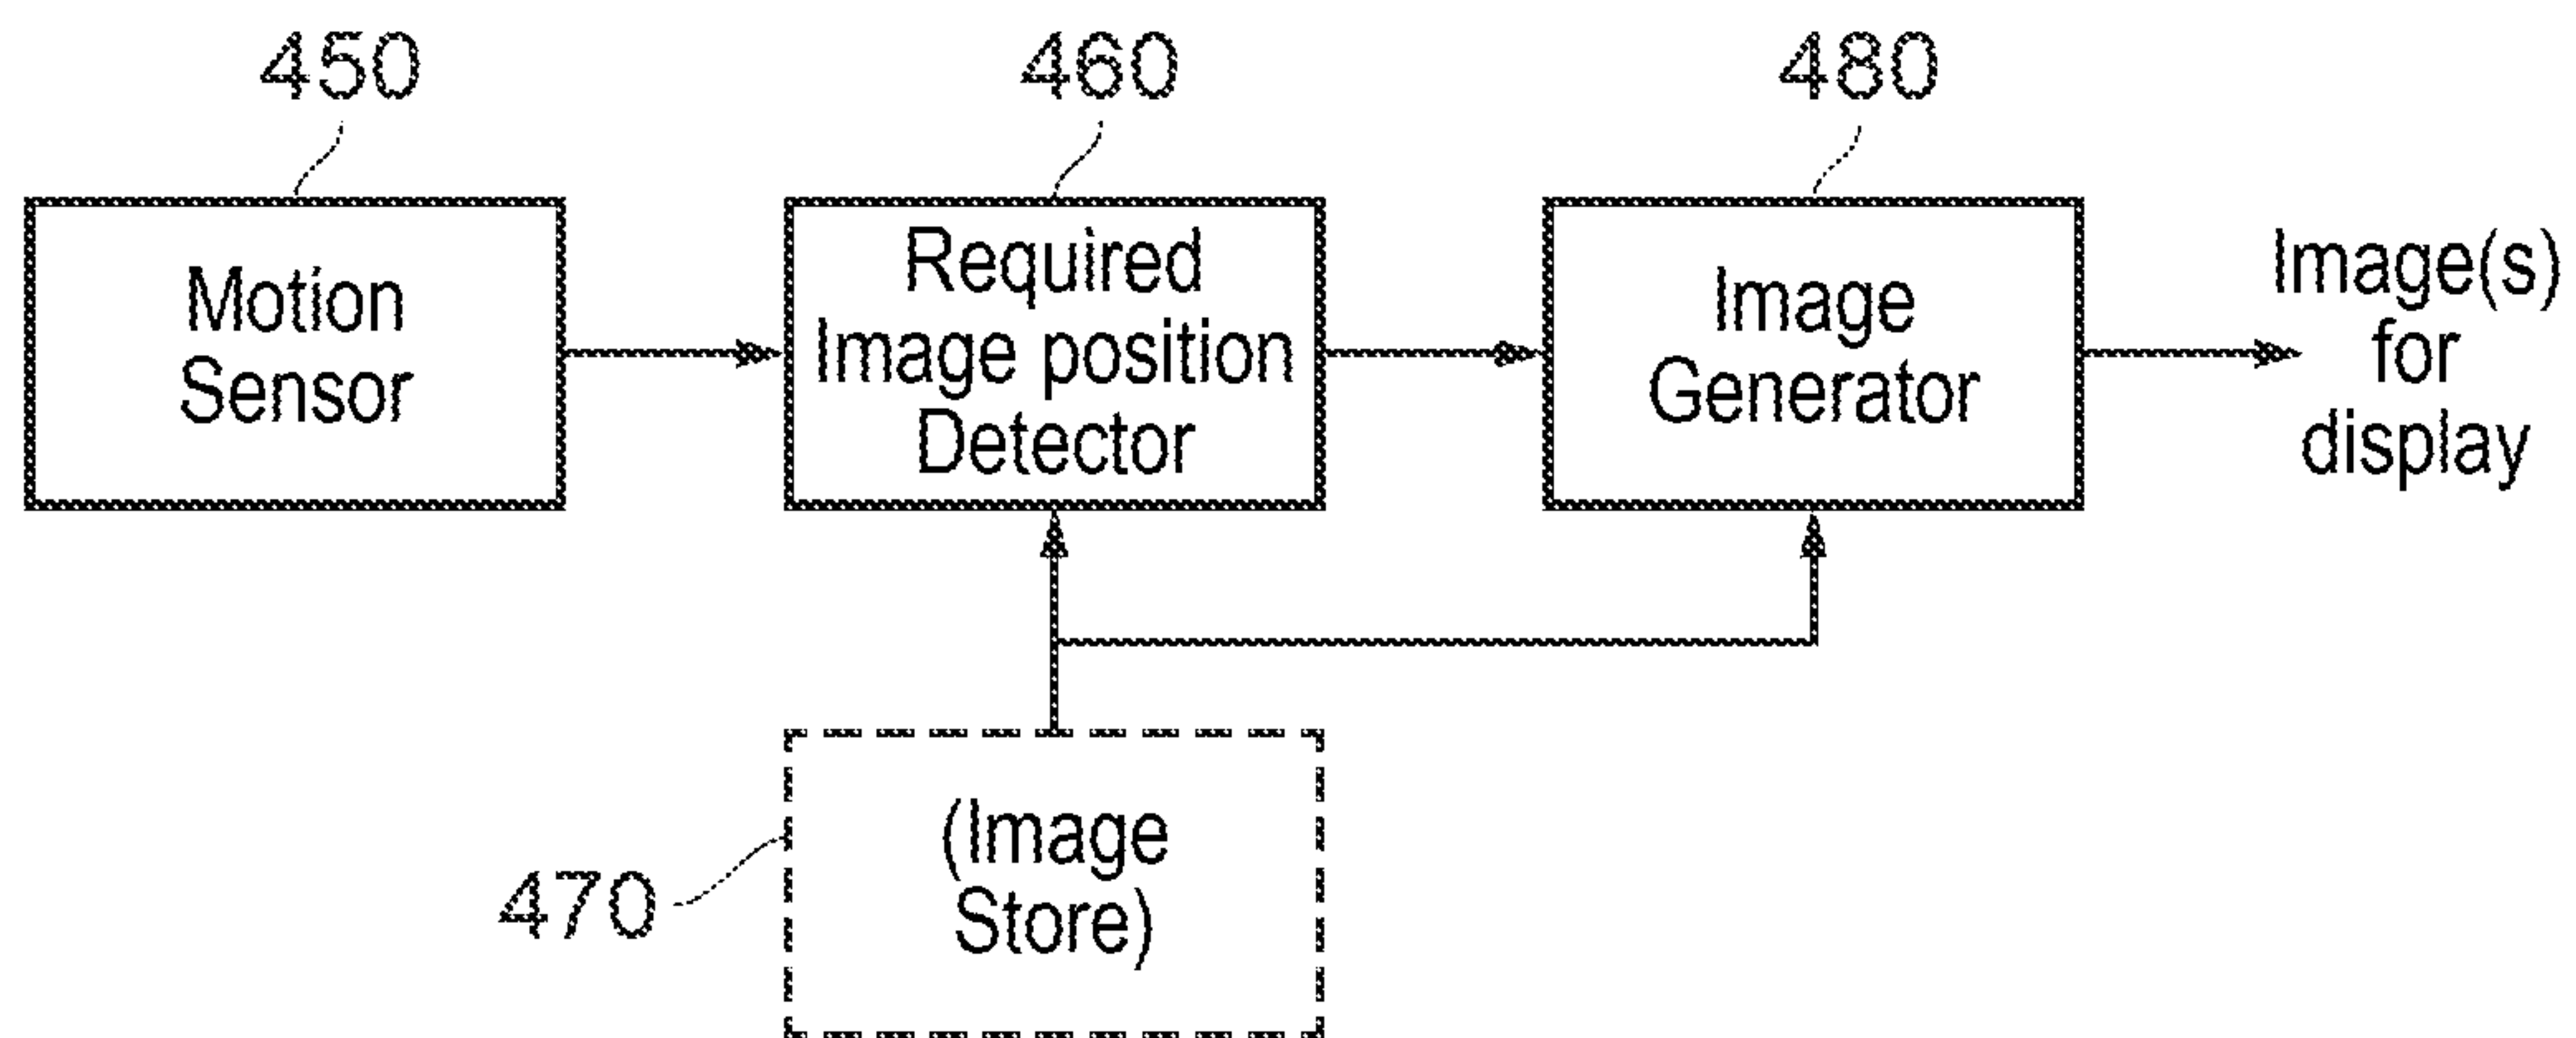 450
460
480
Motion
Sensor
Required
Image position
Detector
Image
Generator
Image(s)
for
display
(Image
Store)
470